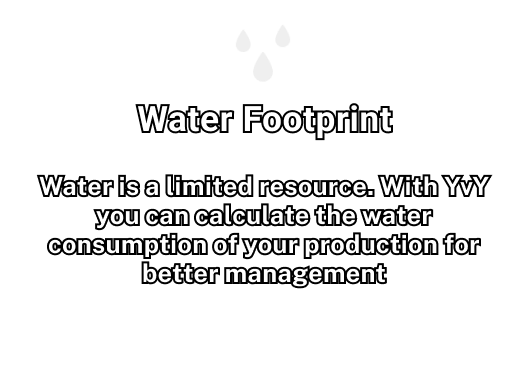 Water Footprint
Water is a limited resource. With YvY
you can calculate the water
consumption of your production for
better management